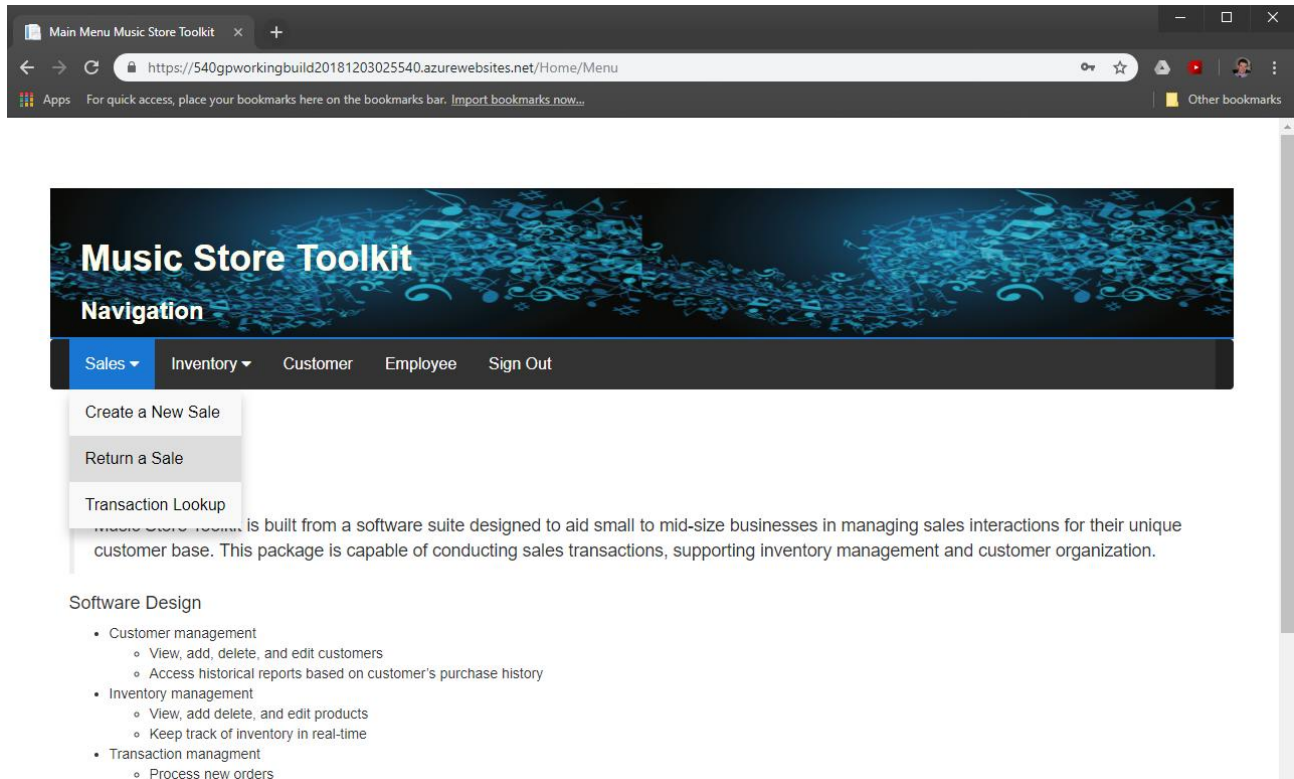 Main Menu Music Store Toolkit
https://540gpworkingbuild20181203025540.azurewebsites.net/Home/Menu
Apps For quick access, place your bookmarks here on the bookmarks bar. Import bookmarks now... Other bookmarks
Music Store Toolkit
Navigation
Sales Inventory Customer Employee Sign Out
Create a New Sale
Return a Sale
Transaction Lookup
Music Store Toolkit is built from a software suite designed to aid small to mid-size businesses in managing sales interactions for their unique
customer base. This package is capable of conducting sales transactions, supporting inventory management and customer organization.
Software Design
• Customer management
◦ View, add, delete, and edit customers
◦ Access historical reports based on customer's purchase history
• Inventory management
◦ View, add delete, and edit products
◦ Keep track of inventory in real-time
• Transaction managment
◦ Process new orders